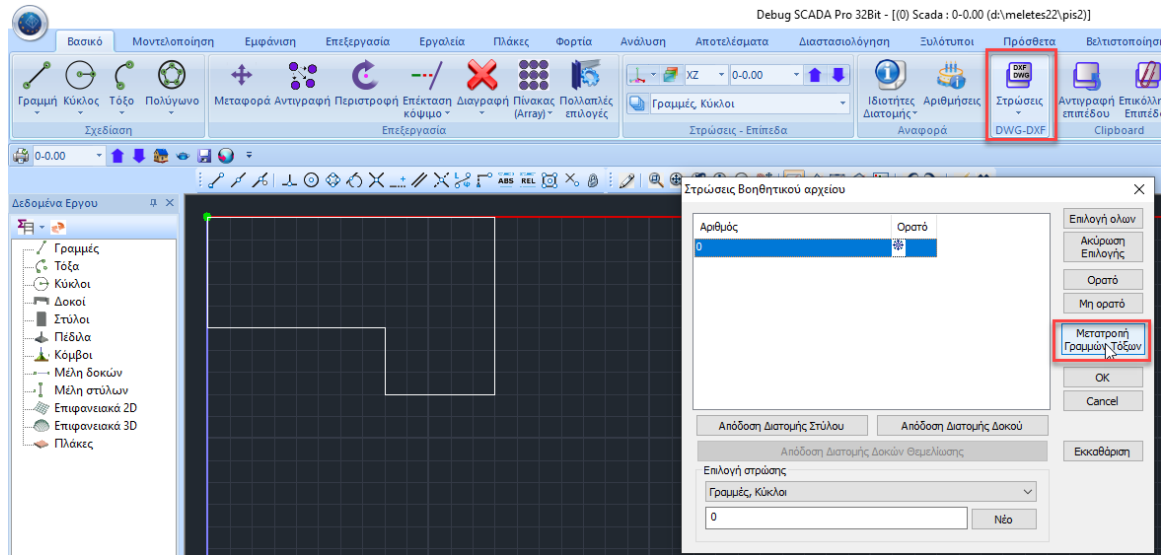 Debug SCADA Pro 32Bit - [(0) Scada : 0-0.00 (d:\meletes22\pis2)]
Βασικό Μοντελοποίηση Εμφάνιση Επεξεργασία Εργαλεία Πλάκες Φορτία Ανάλυση Αποτελέσματα Διαστασιολόγηση Ξυλότυποι Πρόσθετα
XZ 0-0.00
DXF
DWG
Γραμμή Κύκλος Τόξο Πολύγωνο Μεταφορά Αντιγραφή Περιστροφή Επέκταση κόψιμο Διαγραφή Πίνακας (Array) Πολλαπλές επιλογές
Γραμμές, Κύκλοι
Ιδιότητες Διατομής Αριθμήσεις Στρώσεις Αντιγραφή επιπέδου
Σχεδίαση Επεξεργασία Στρώσεις - Επίπεδα Αναφορά DWG-DXF Clipboard
0-0.00
ABS REL
Δεδομένα Εργου
Γραμμές
Τόξα
Κύκλοι
Δοκοί
Στύλοι
Πέδιλα
Κόμβοι
Μέλη δοκών
Μέλη στύλων
Επιφανειακά 2D
Επιφανειακά 3D
Πλάκες
Στρώσεις Βοηθητικού αρχείου
Αριθμός Ορατό
0
Επιλογή ολων
Ακύρωση
Επιλογής
Ορατό
Μη ορατό
Μετατροπή
Γραμμών Τόξων
OK
Cancel
Απόδοση Διατομής Στύλου Απόδοση Διατομής Δοκού
Απόδοση Διατομής Δοκών Θεμελίωσης Εκκαθάριση
Επιλογή στρώσης
Γραμμές, Κύκλοι
0 Νέο